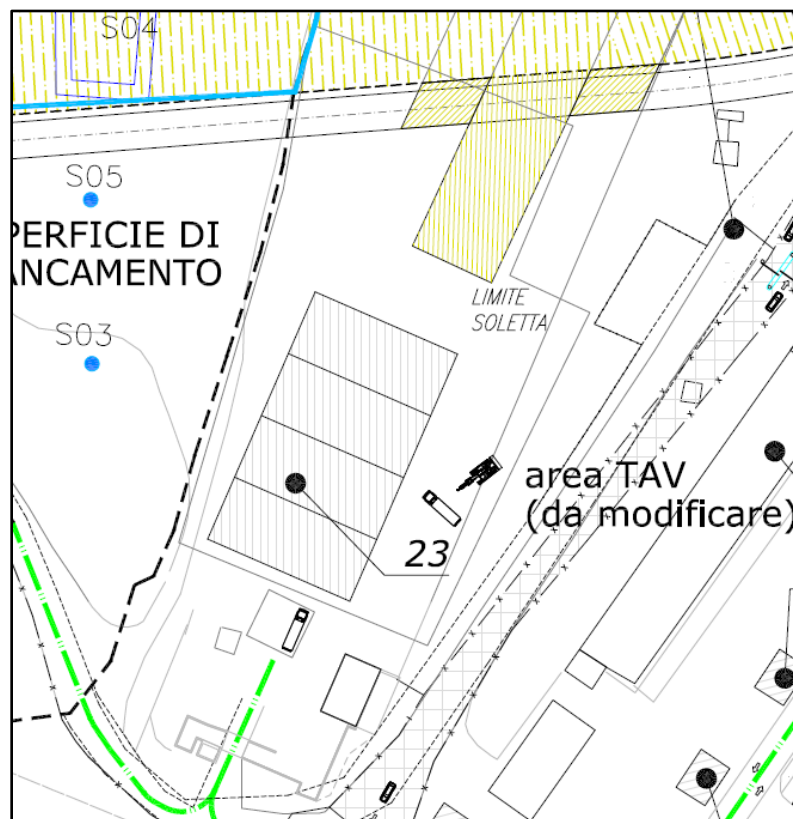 S04
S05
PERFICIE DI
ANCAMENTO
S03
LIMITE
SOLETTA
area TAV
(da modificare)
23